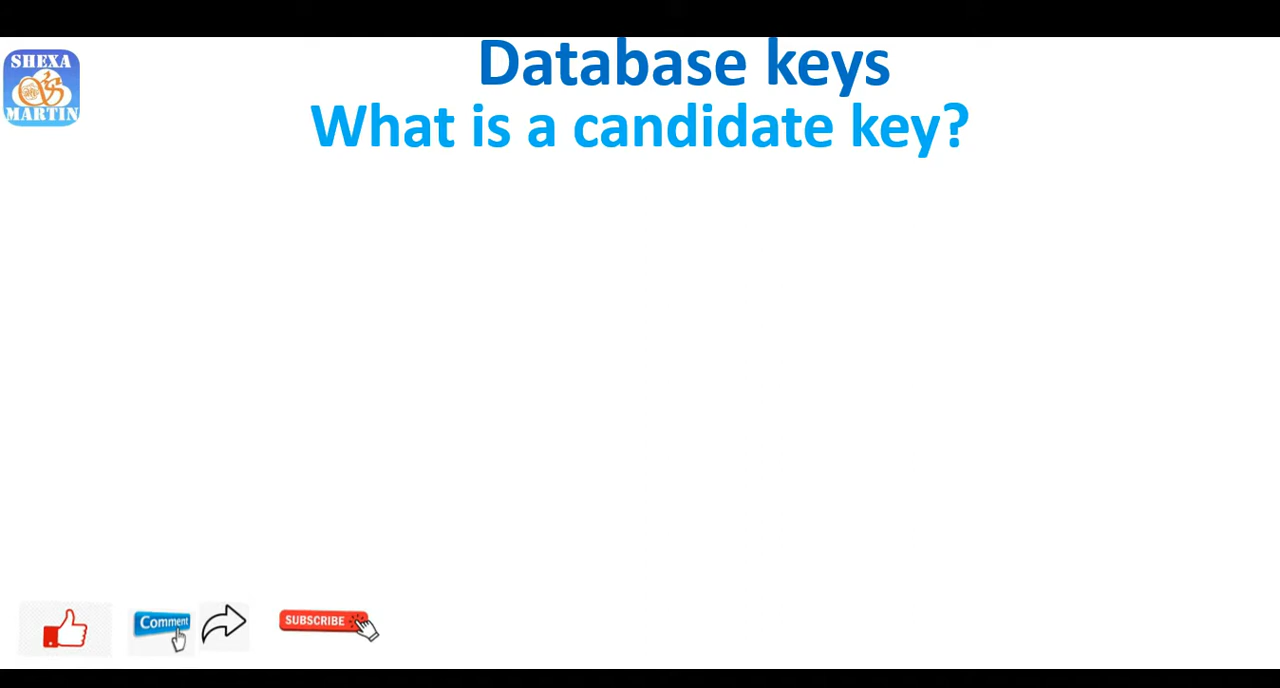 SHEXA
MARTIN
Database keys
What is a candidate key?
Comment
SUBSCRIBE